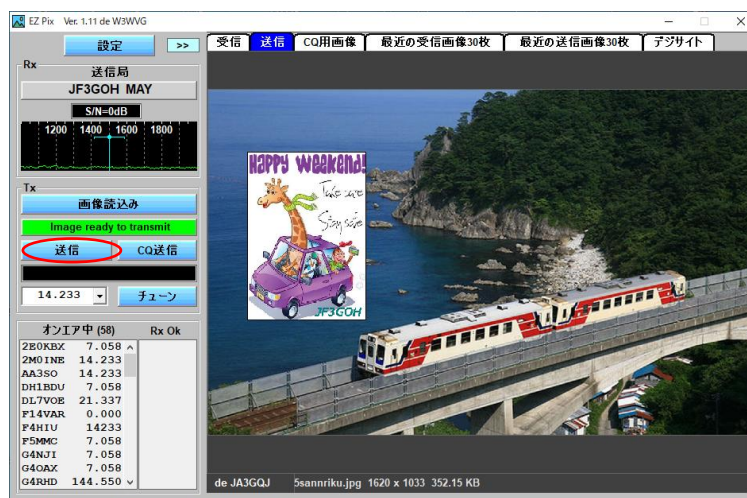 EZ Pix Ver. 1.11 de W3WVG
設定 >>
受信 送信 CQ用画像 最近の受信画像30枚 最近の送信画像30枚 デジサイト
Rx
送信局
JF3GOH MAY
S/N=0dB
1200 1400 1600 1800
Tx
画像読込み
Image ready to transmit
送信 CQ送信
14.233 チューン
オンエア中 (58) Rx Ok
2E0KBX 7.058
2M0INE 14.233
AA3SO 14.233
DH1BDU 7.058
DL7VOE 21.337
F14VAR 0.000
F4HIU 14233
F5MMC 7.058
G4NJI 7.058
G4OAX 7.058
G4RHD 144.550
HAPPY WEEKEND!
Take care
Stay safe
JF3GOH
de JA3GQJ 5sannriku.jpg 1620 x 1033 352.15 KB